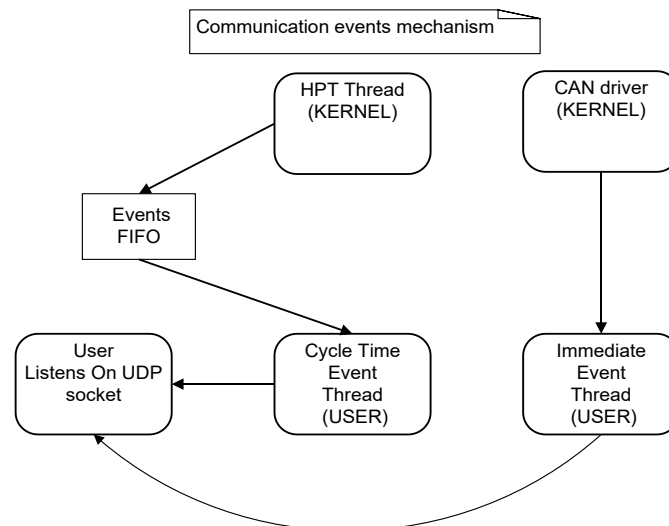 Communication events mechanism
HPT Thread
(KERNEL)
CAN driver
(KERNEL)
Events
FIFO
User
Listens On UDP
socket
Cycle Time
Event
Thread
(USER)
Immediate
Event
Thread
(USER)